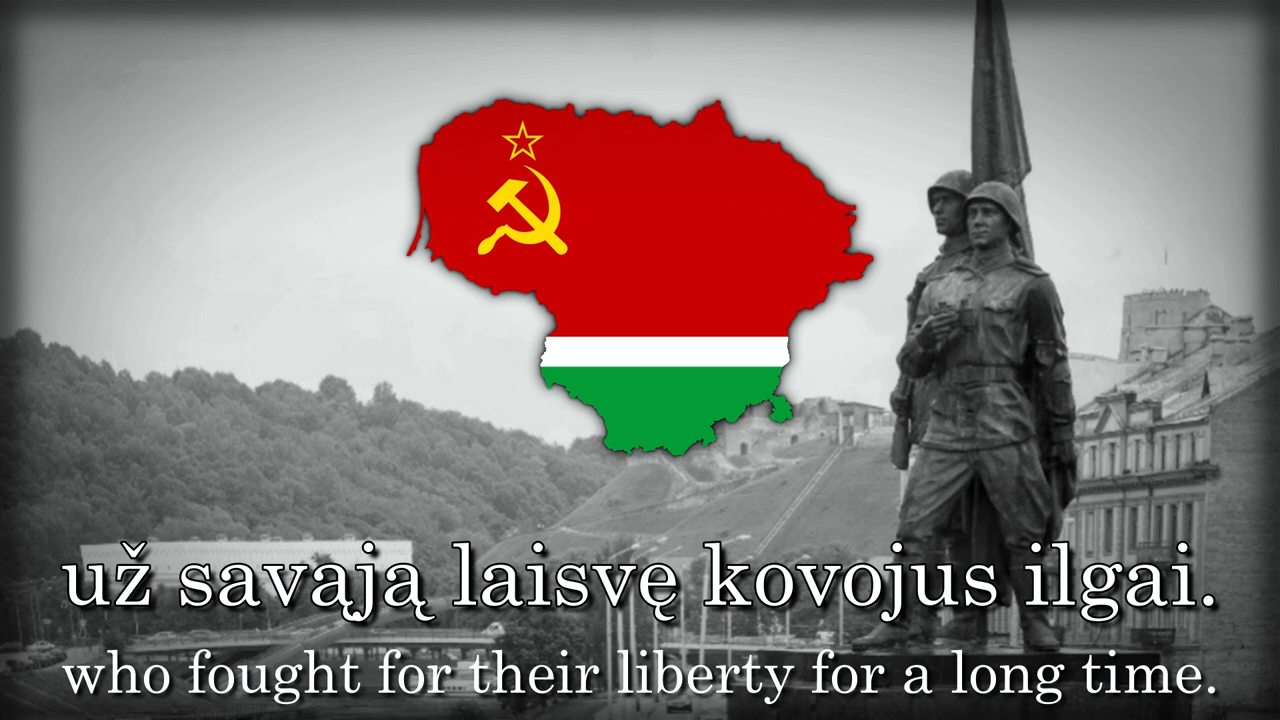 už savąją laisvę kovojus ilgai.
who fought for their liberty for a long time.